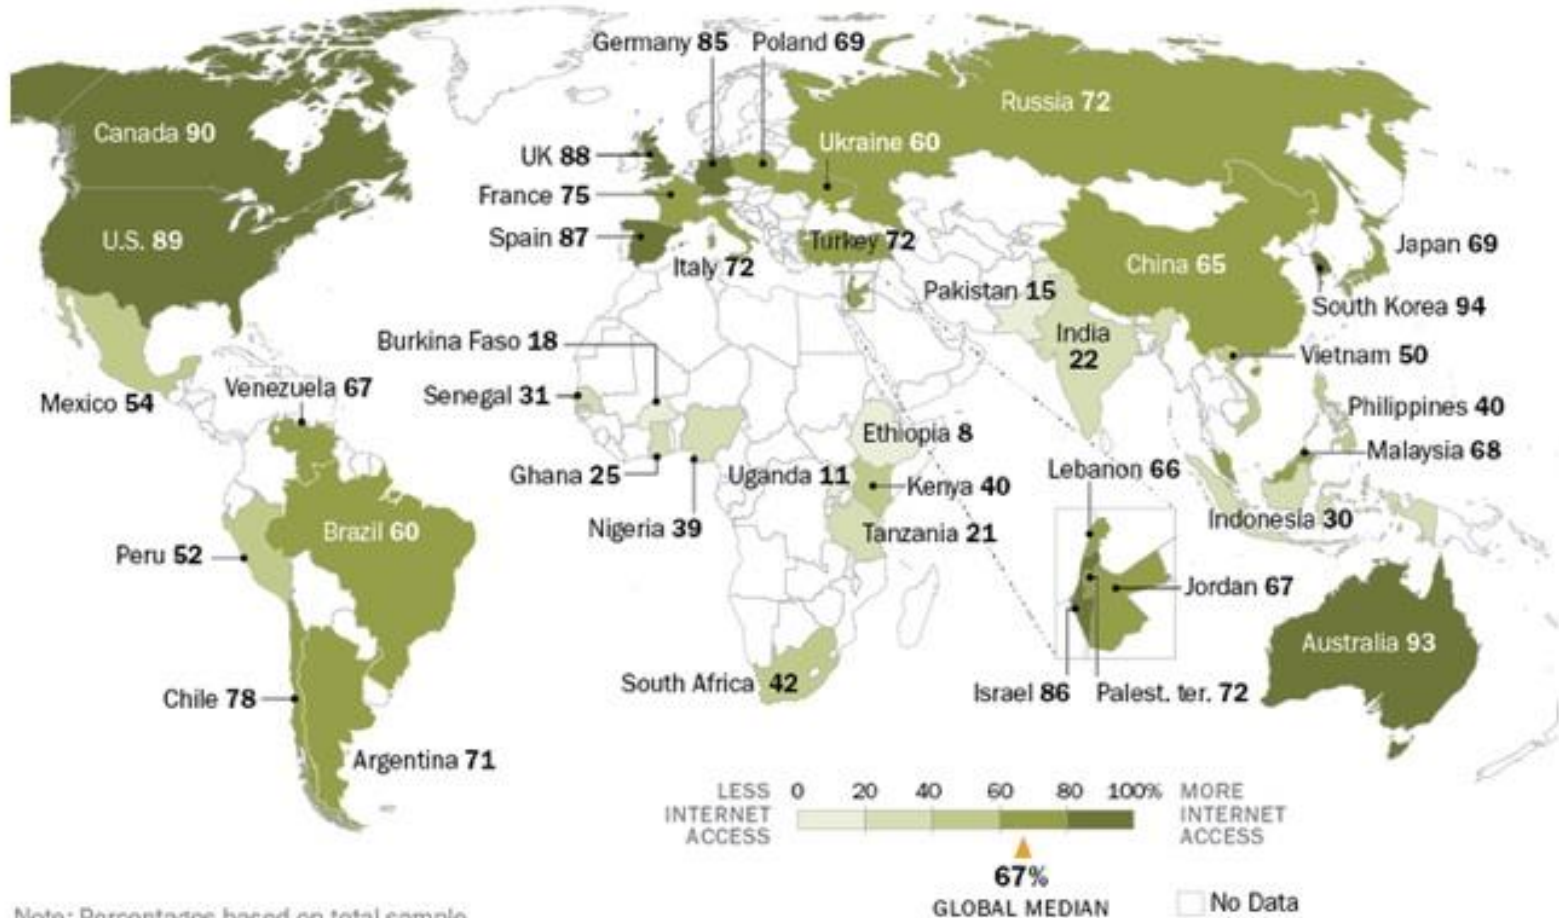 Germany 85
Poland 69
Russia 72
Canada 90
Ukraine 60
UK 88
France 75
U.S. 89
Spain 87
Turkey 72
Japan 69
Italy 72
China 65
Pakistan 15
South Korea 94
India
22
Burkina Faso 18
Vietnam 50
Venezuela 67
Senegal 31
Mexico 54
Philippines 40
Ethiopia 8
Malaysia 68
Lebanon 66
Ghana 25
Uganda 11
Kenya 40
Indonesia 30
Nigeria 39
Brazil 60
Tanzania 21
Peru 52
Jordan 67
Australia 93
South Africa 42
Israel 86
Palest. ter. 72
Chile 78
Argentina 71
LESS
INTERNET
ACCESS
0 20 40 60 80 100%
MORE
INTERNET
ACCESS
67%
GLOBAL MEDIAN
No Data
Note: Percentages based on total sample.